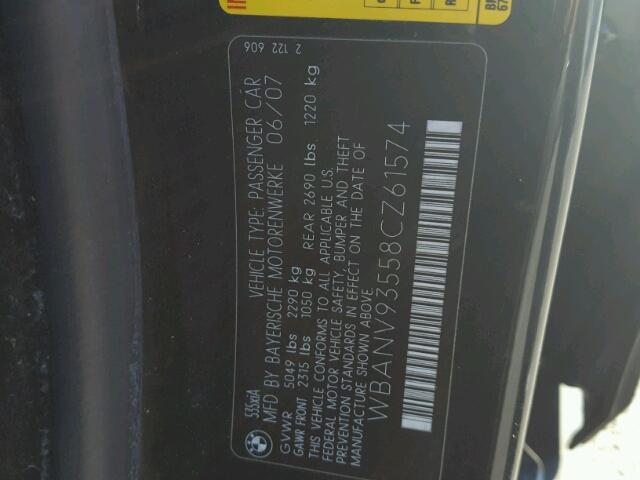 535xiA VEHICLE TYPE: PASSENGER CAR
MFD BY BAYERISCHE MOTORENWERKE 06/07
GVWR 5049 lbs 2290 kg
GAWR FRONT 2315 lbs 1050 kg REAR 2690 lbs 1220 kg
THIS VEHICLE CONFORMS TO ALL APPLICABLE U.S.
FEDERAL MOTOR VEHICLE SAFETY, BUMPER AND THEFT
PREVENTION STANDARDS IN EFFECT ON THE DATE OF
MANUFACTURE SHOWN ABOVE.
WBANV93558CZ61574
2 122 606